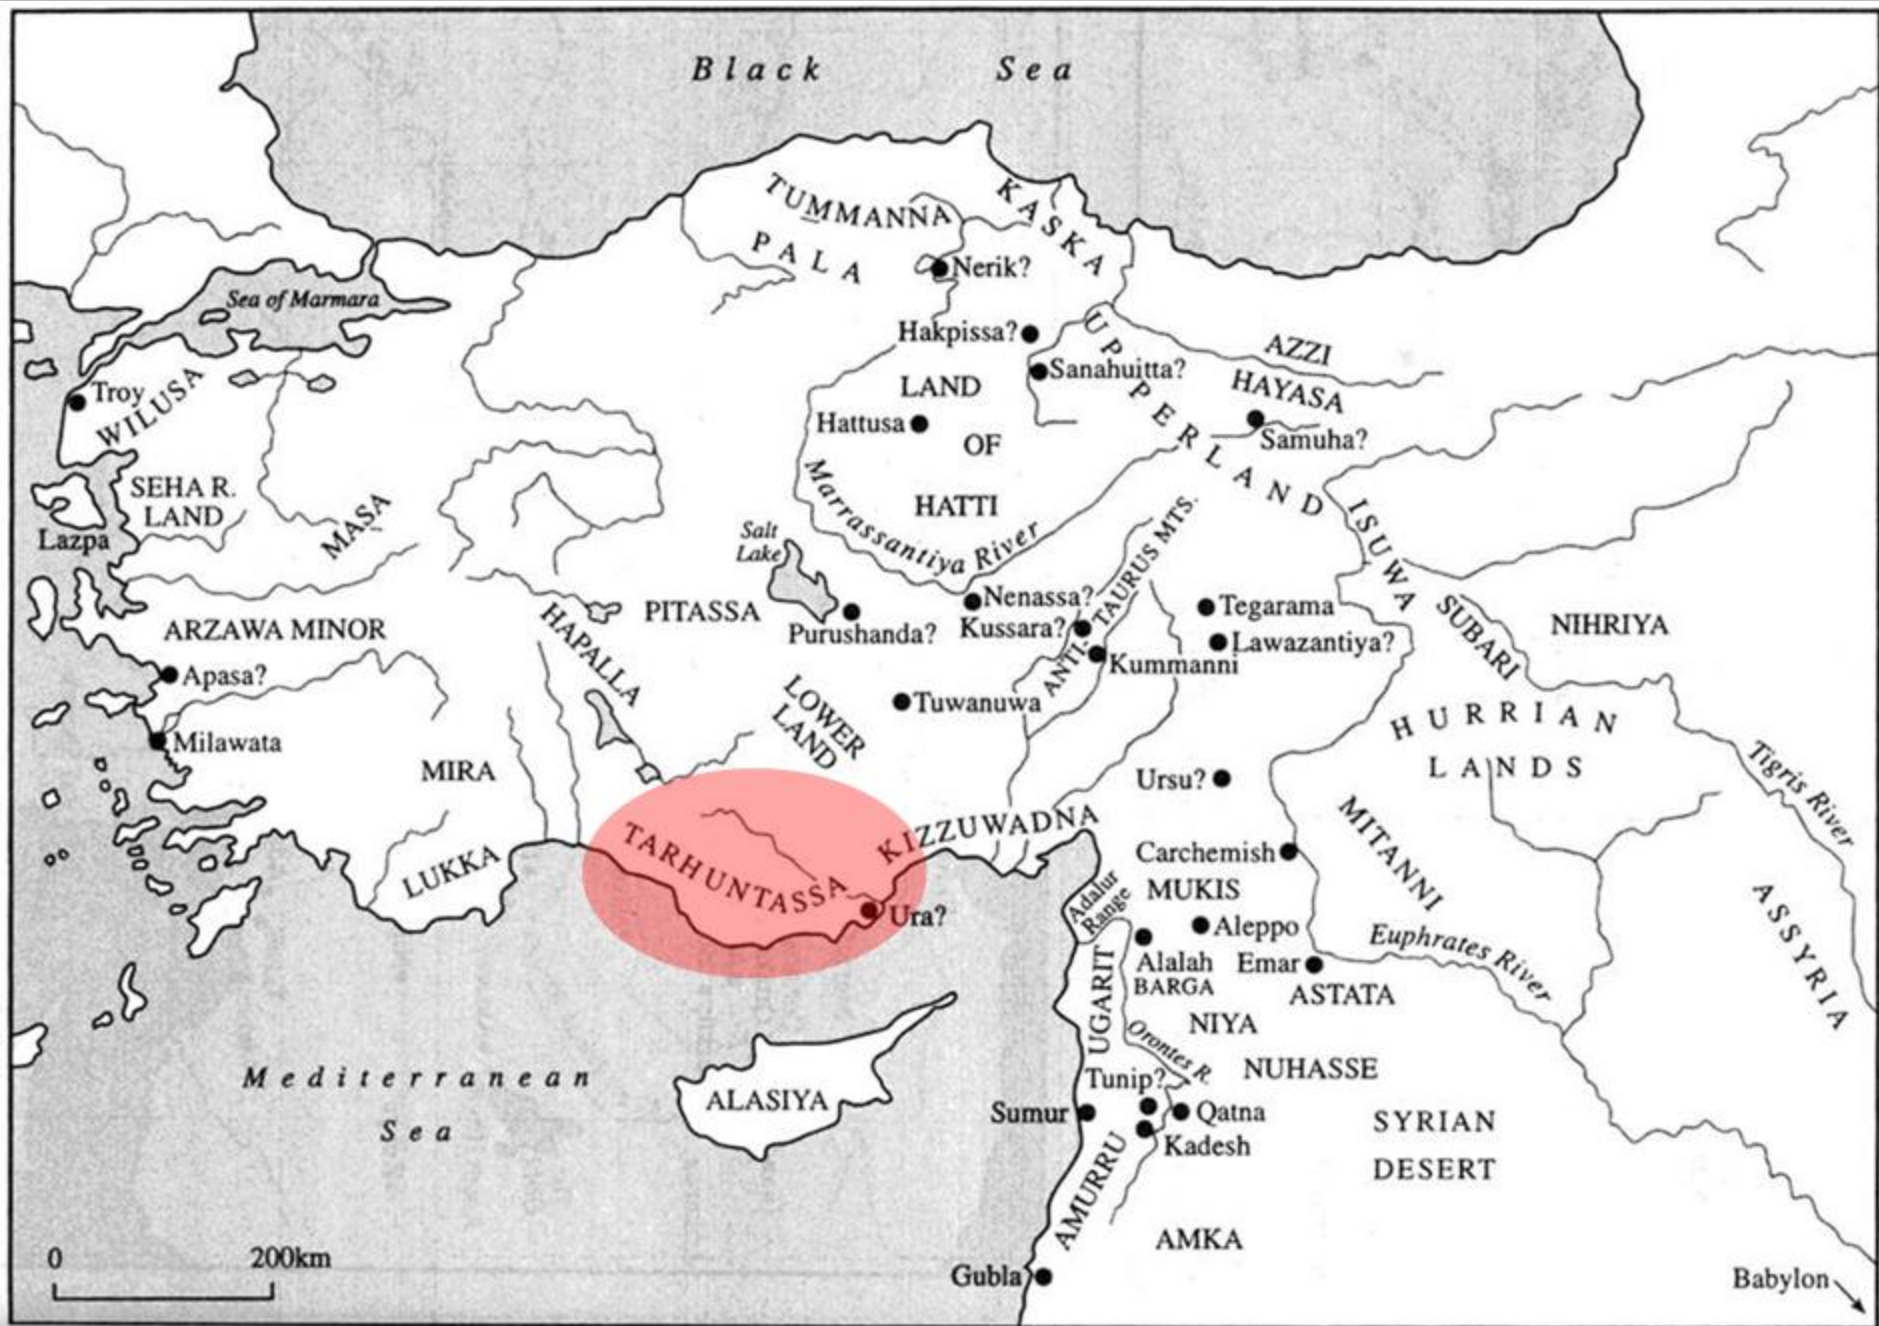 Black Sea
TUMMANNA
KASKA
PALA
Nerik?
Sea of Marmara
Hakpissa?
UPPER LAND
AZZI
Sanahuitta?
HAYASA
Troy
WILUSA
LAND
OF
HATTI
Hattusa
Samuha?
Marrassantiya River
SEHA R.
LAND
MASA
Lazpa
ISUWA
Salt
Lake
ANTI-TAURUS MTS.
Nenassa?
Tegarama
PITASSA
Purushanda?
Kussara?
SUBARI
NIHRIYA
ARZAWA MINOR
HAPALLA
Lawazantiya?
Kummanni
Apasa?
LOWER
LAND
Tuwanuwa
HURRIAN
LANDS
Milawata
MIRA
Ursu?
Tigris River
TARHUNTASSA
KIZZUWADNA
MITANNI
LUKKA
Carchemish
Adalur
Range
MUKIS
ASSYRIA
Ura?
Aleppo
Euphrates River
Alalah
Emar
BARGA
ASTATA
UGARIT
NIYA
Orontes R.
Mediterranean
Sea
ALASIYA
Tunip?
NUHASSE
Sumur
Qatna
Kadesh
SYRIAN
DESERT
AMURRU
AMKA
0 200km
Gubla
Babylon